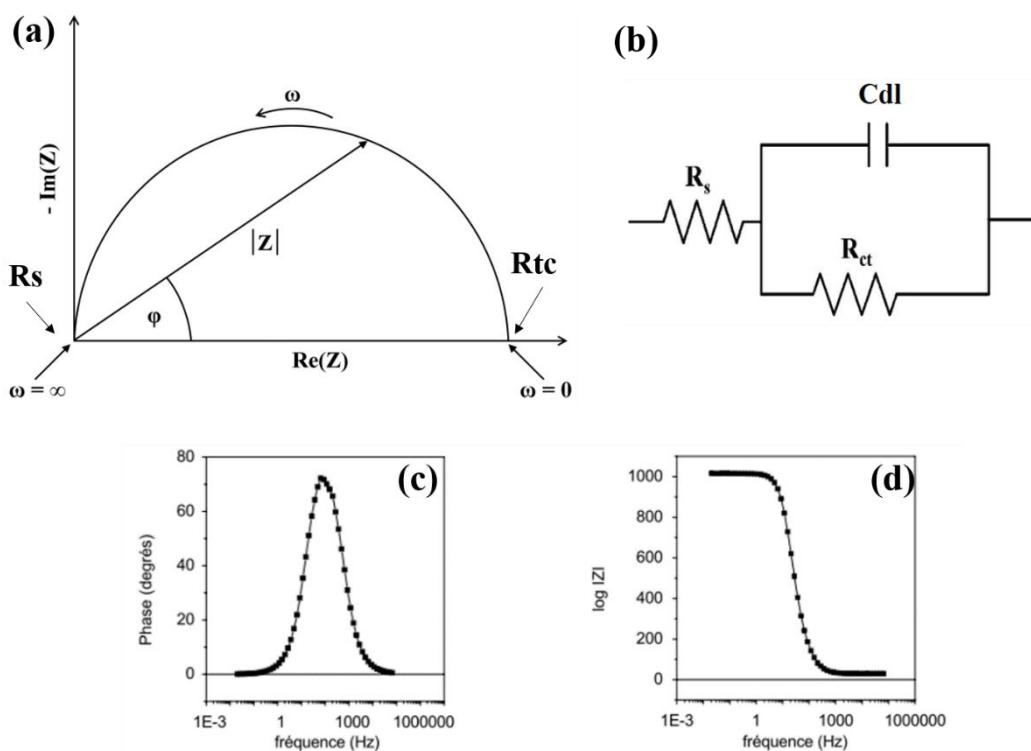 (a)
- Im(Z)
ω
|Z|
φ
Rs
Rtc
Re(Z)
ω = ∞
ω = 0
(b)
Cdl
Rs
Rct
(c)
Phase (degrés)
80
60
40
20
0
1E-3 1 1000 1000000
fréquence (Hz)
(d)
log |Z|
1000
800
600
400
200
0
1E-3 1 1000 1000000
fréquence (Hz)